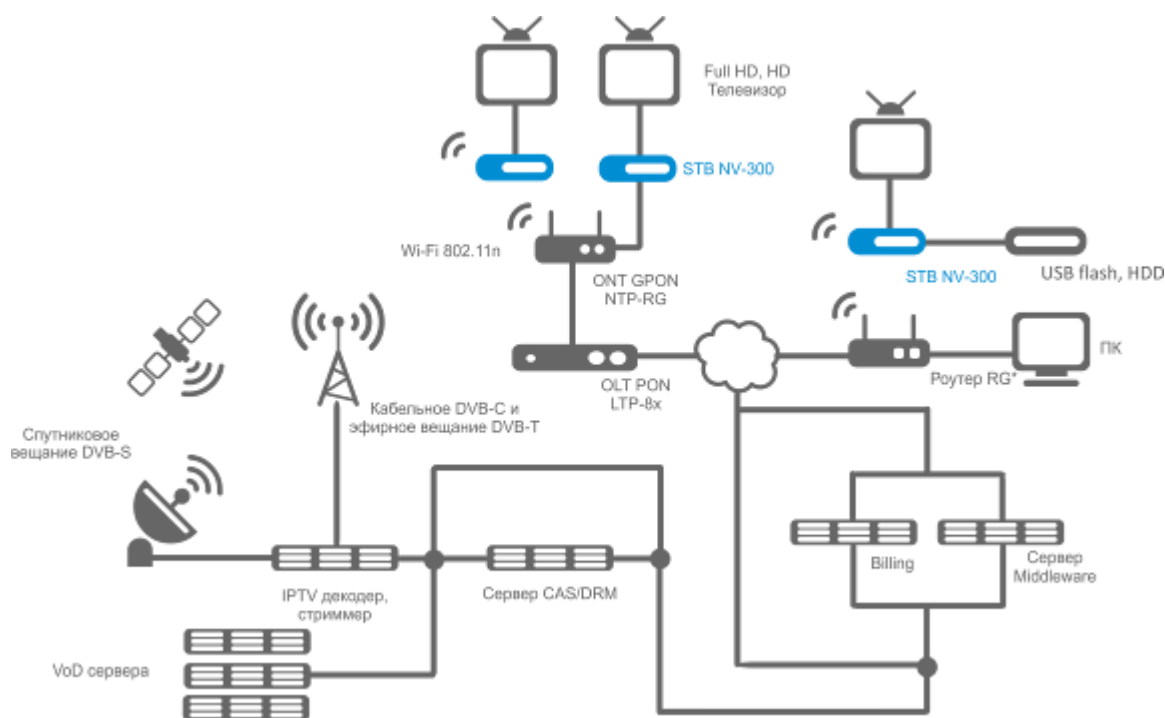 Full HD, HD
Телевизор
STB NV-300
Wi-Fi 802.11n
ONT GPON
NTP-RG
STB NV-300
USB flash, HDD
OLT PON
LTP-8x
Роутер RG*
ПК
Кабельное DVB-C и
эфирное вещание DVB-T
Спутниковое
вещание DVB-S
IPTV декодер,
стриммер
Сервер CAS/DRM
Billing
Сервер
Middleware
VoD сервера